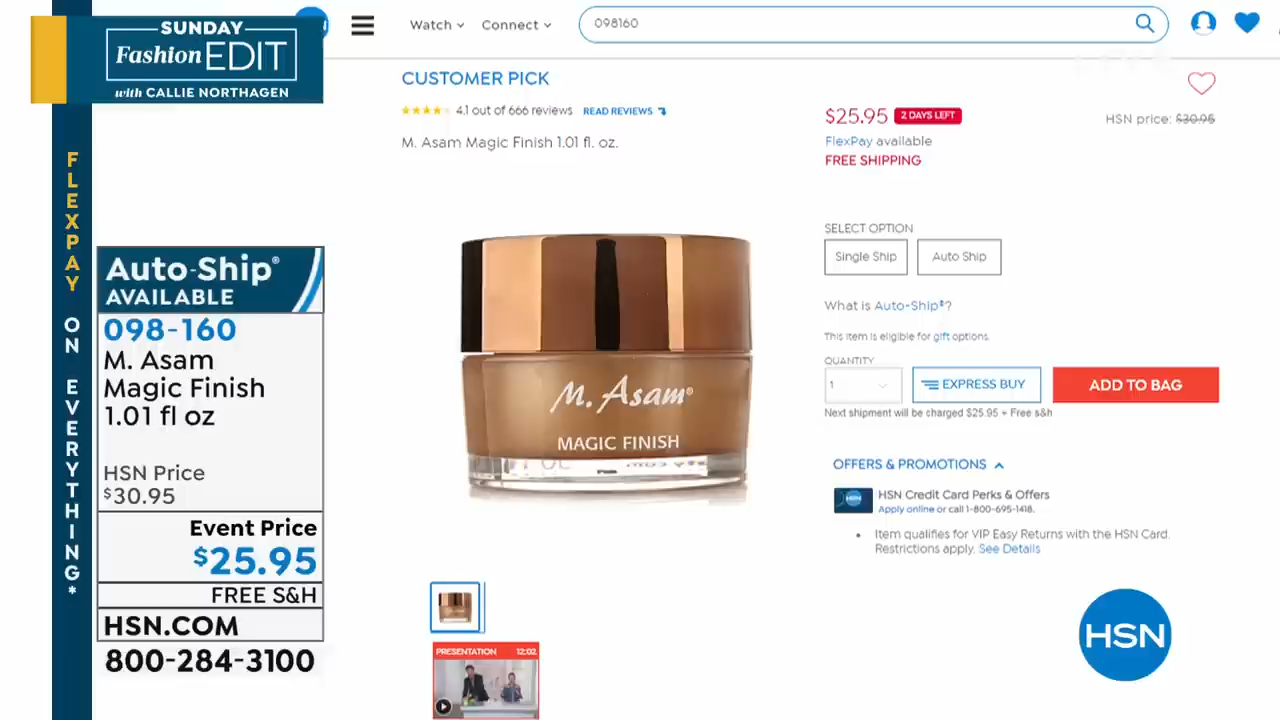 SUNDAY
Fashion EDIT
with CALLIE NORTHAGEN
FLEXPAY ON EVERYTHING*
Auto-Ship®
AVAILABLE
098-160
M. Asam
Magic Finish
1.01 fl oz
HSN Price
$30.95
Event Price
$25.95
FREE S&H
HSN.COM
800-284-3100
Watch
Connect
098160
CUSTOMER PICK
4.1 out of 666 reviews READ REVIEWS
M. Asam Magic Finish 1.01 fl. oz.
M. Asam®
MAGIC FINISH
PRESENTATION 12:02
$25.95 2 DAYS LEFT
HSN price: $30.95
FlexPay available
FREE SHIPPING
SELECT OPTION
Single Ship
Auto Ship
What is Auto-Ship®?
This item is eligible for gift options.
QUANTITY
1
EXPRESS BUY
ADD TO BAG
Next shipment will be charged $25.95 + Free s&h
OFFERS & PROMOTIONS
HSN
HSN Credit Card Perks & Offers
Apply online or call 1-800-695-1418.
• Item qualifies for VIP Easy Returns with the HSN Card.
Restrictions apply. See Details
HSN